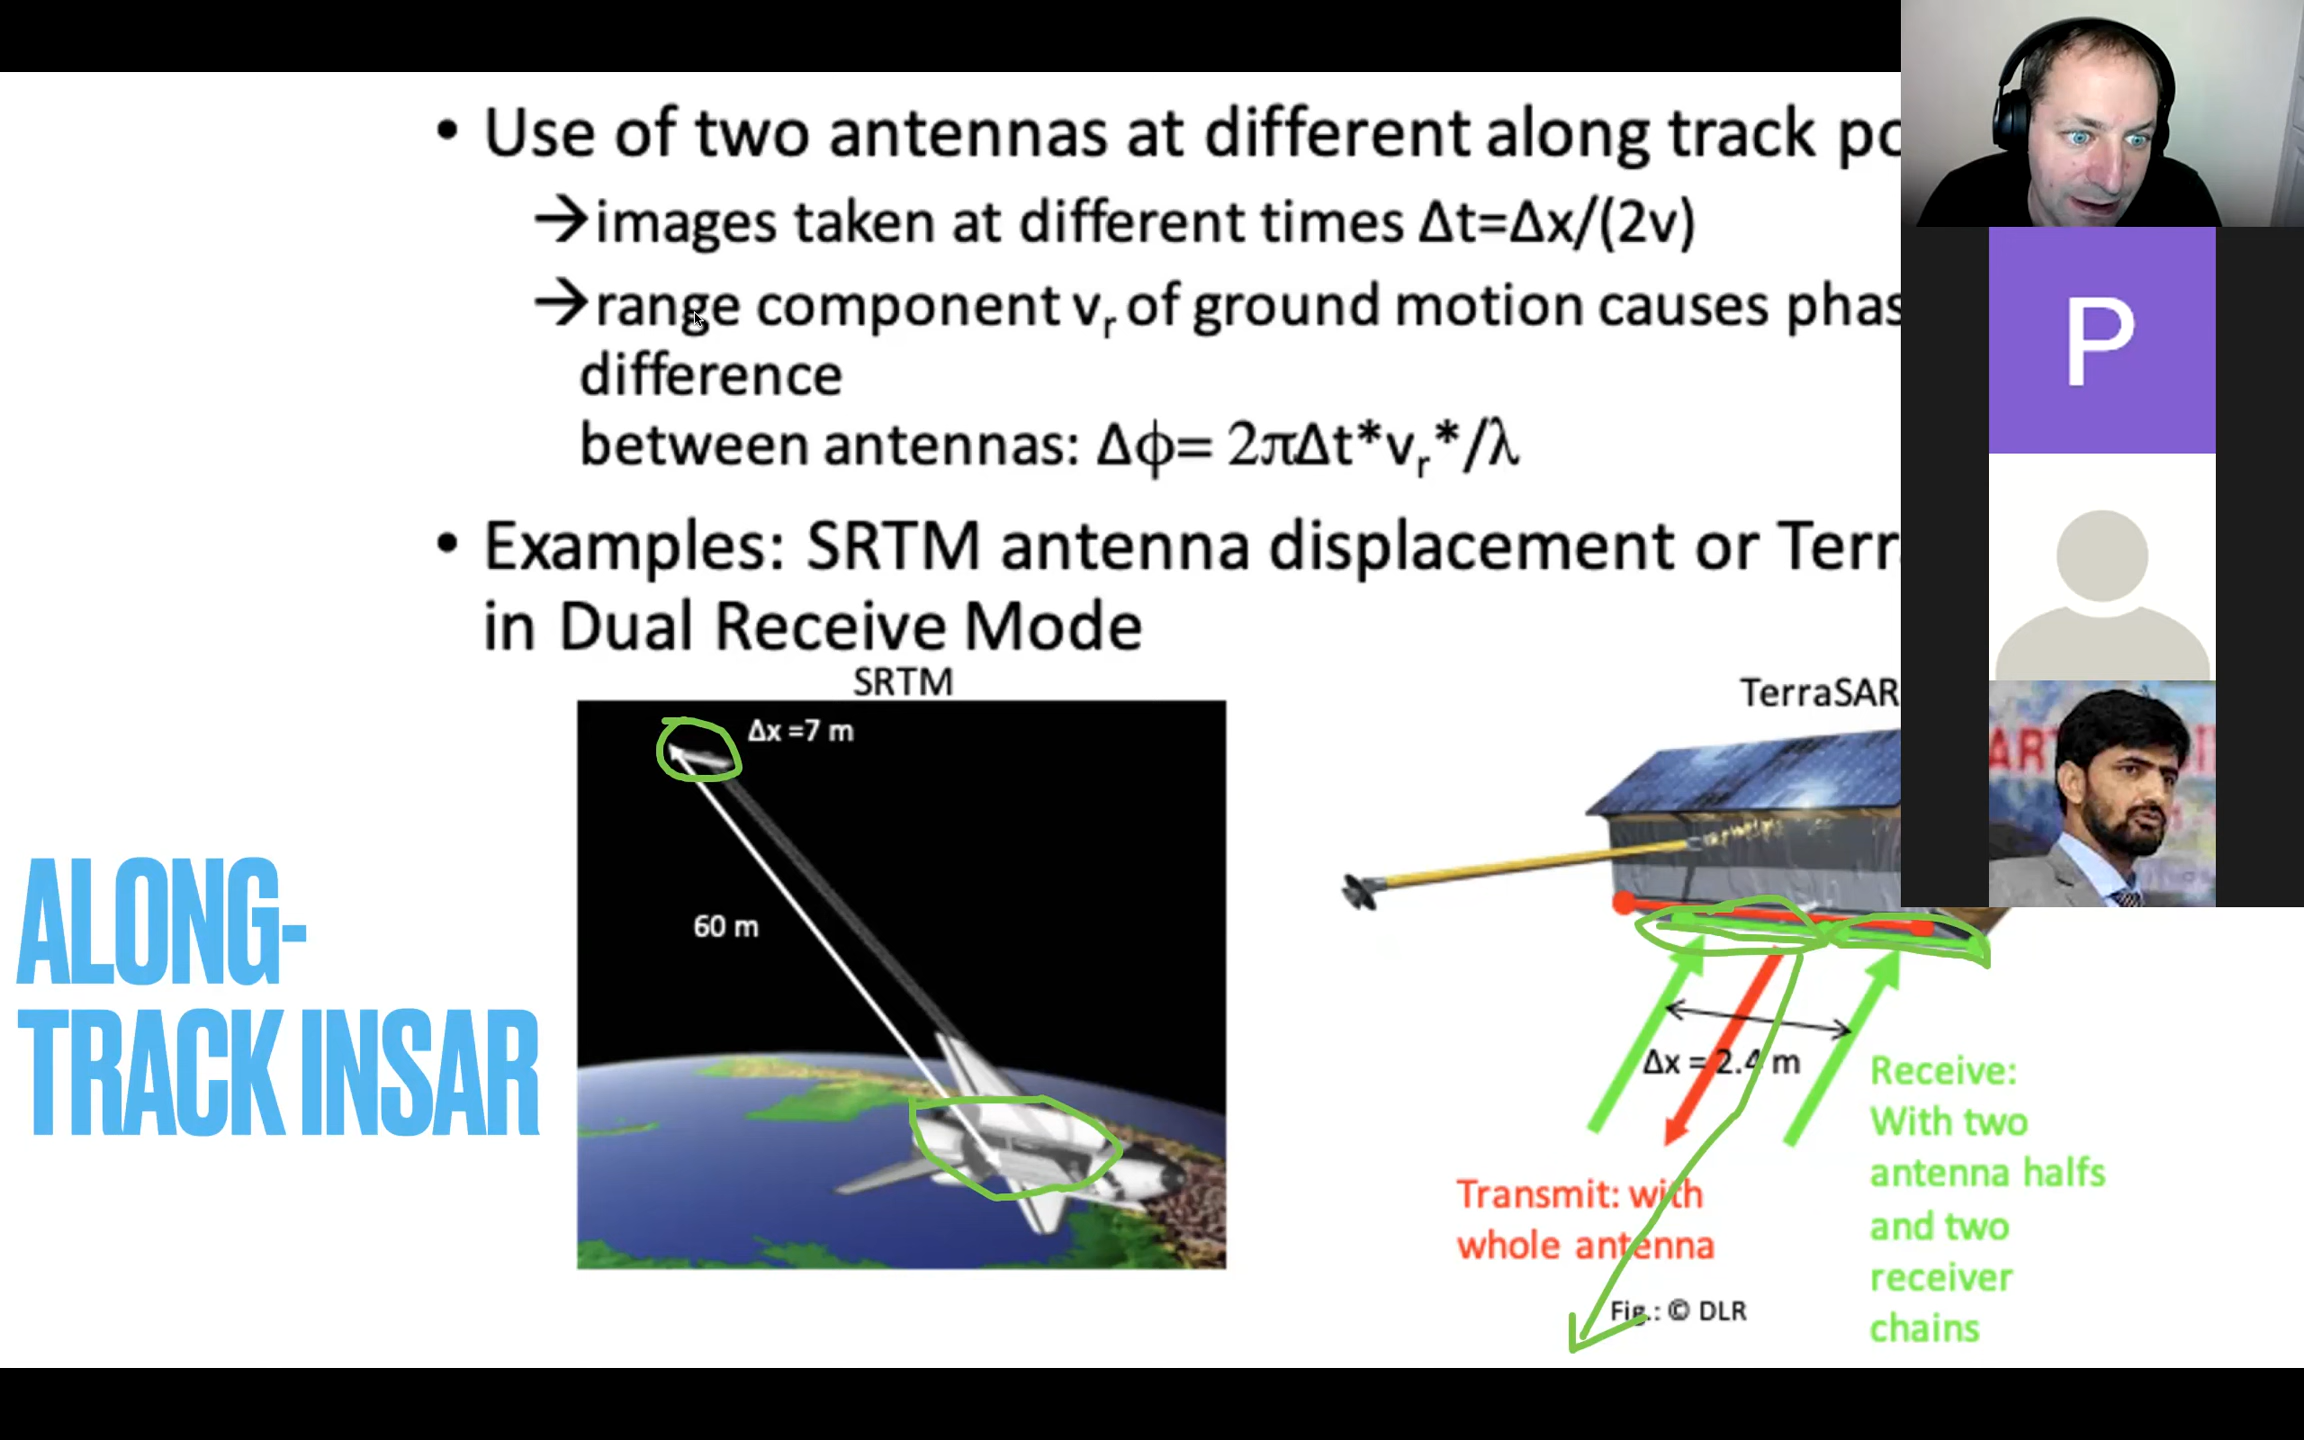 • Use of two antennas at different along track po
→images taken at different times Δt=Δx/(2v)
→range component vᵣ of ground motion causes phas
difference
between antennas: Δϕ= 2πΔt*vᵣ*/λ
• Examples: SRTM antenna displacement or Terr
in Dual Receive Mode
SRTM
Δx =7 m
60 m
TerraSAR
Δx = 2.4 m
Transmit: with
whole antenna
Receive:
With two
antenna halfs
and two
receiver
chains
Fig.: © DLR
ALONG-
TRACK INSAR
P